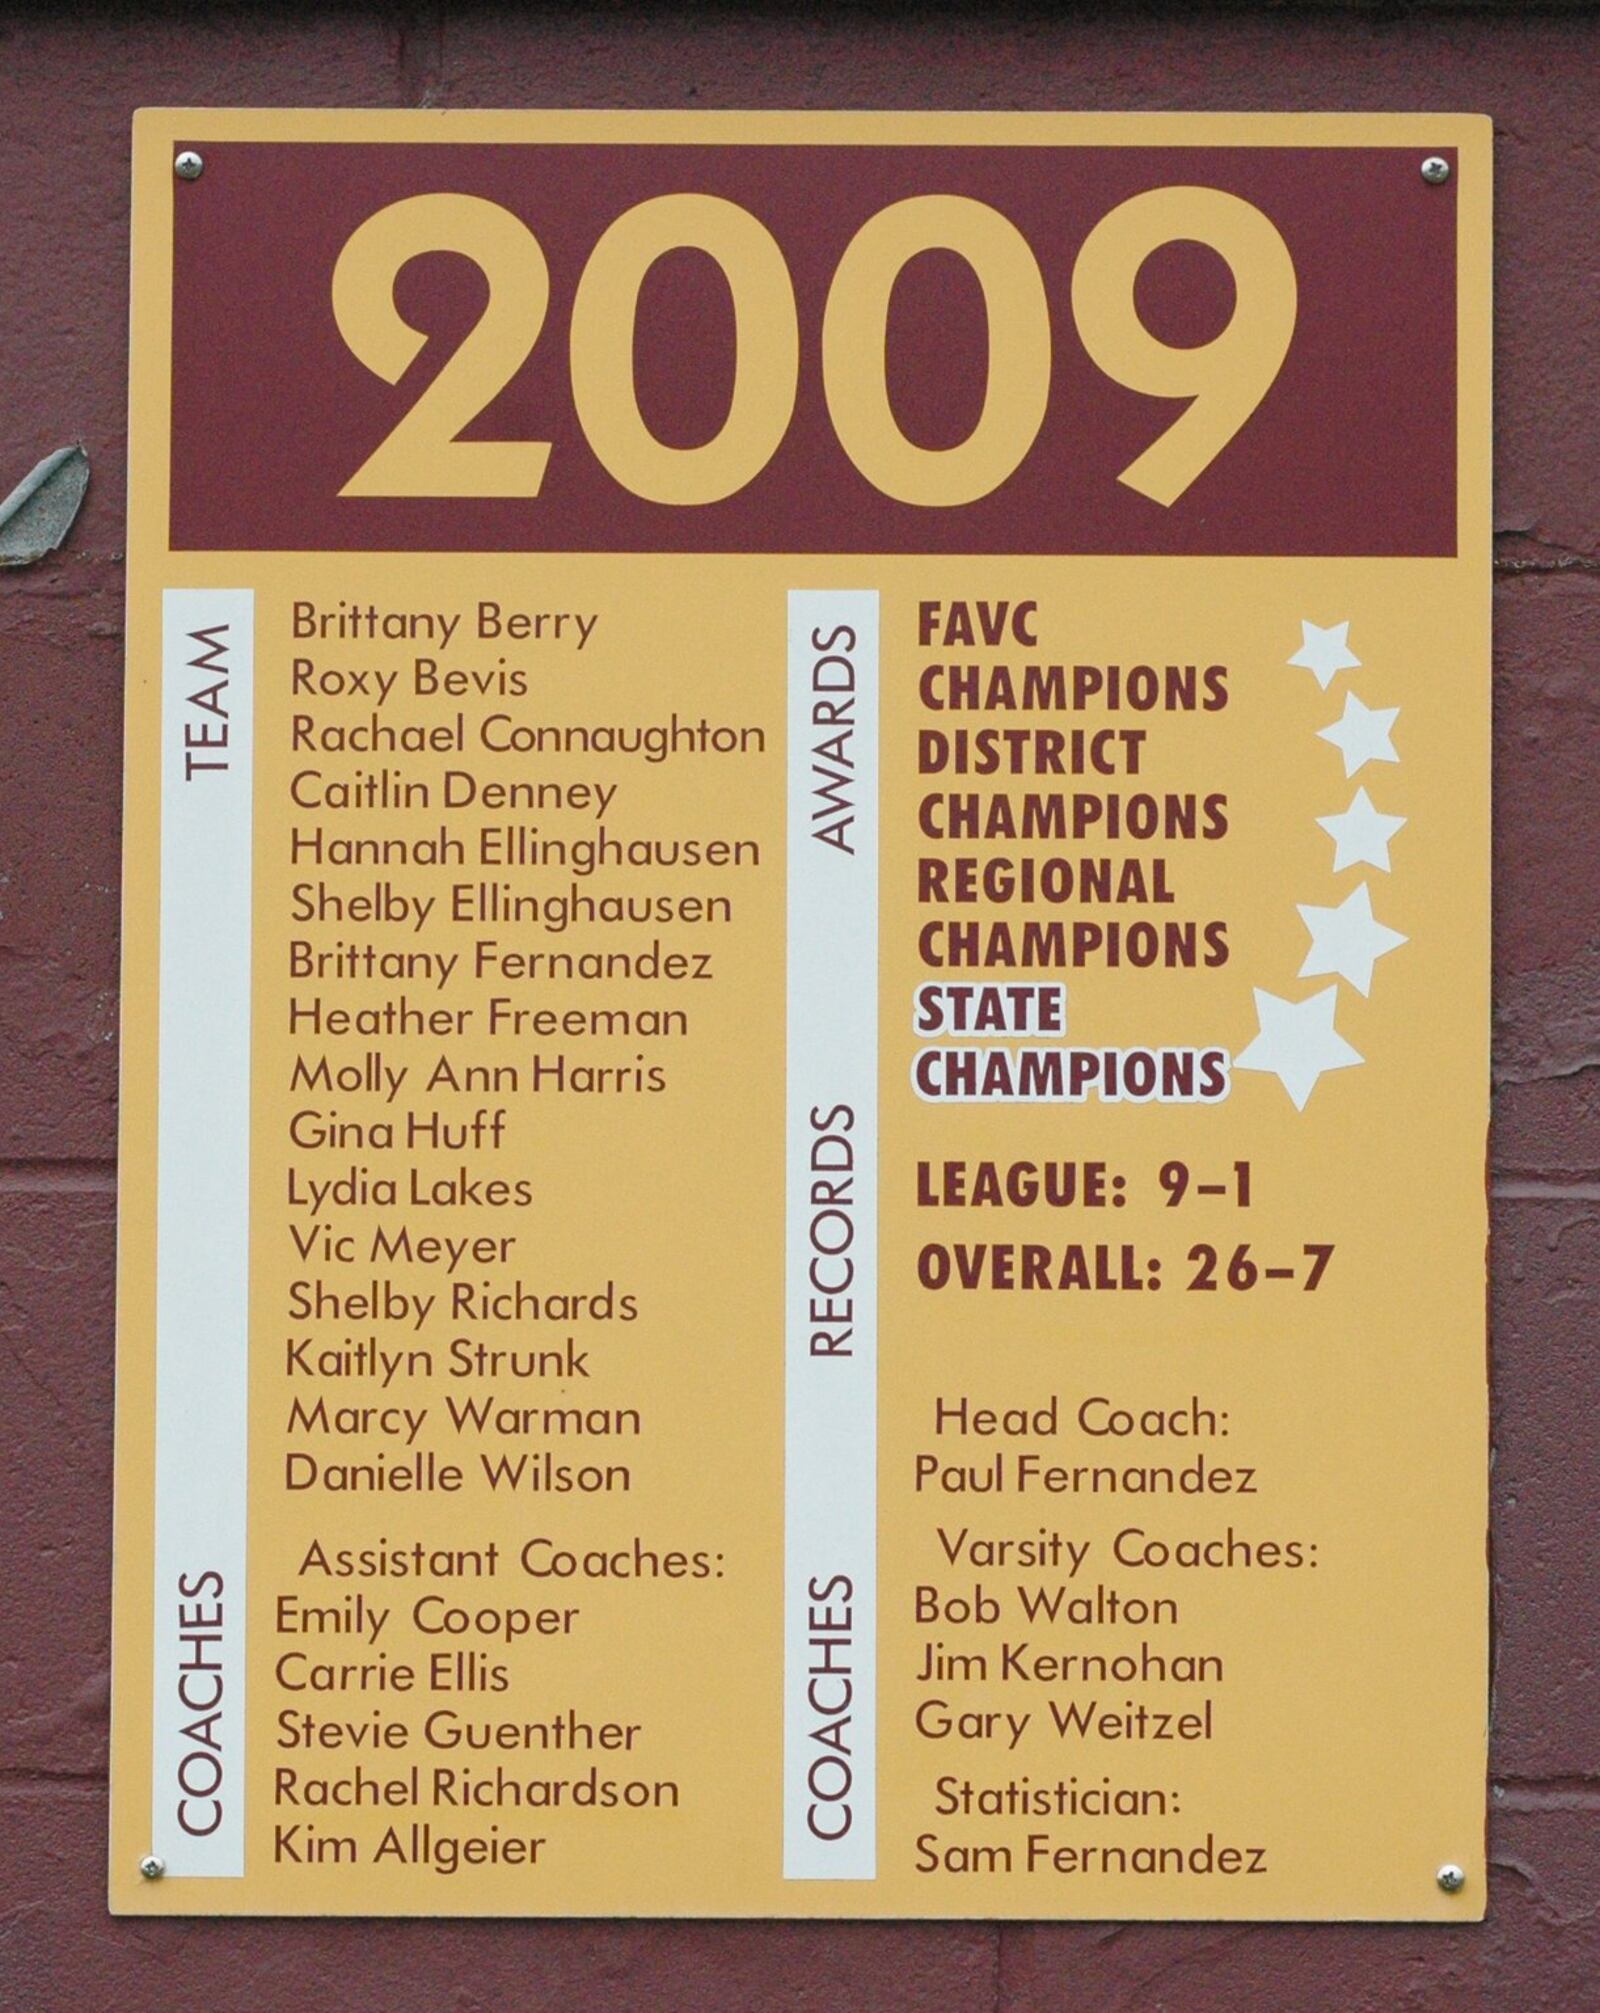 2009
TEAM
Brittany Berry
Roxy Bevis
Rachael Connaughton
Caitlin Denney
Hannah Ellinghausen
Shelby Ellinghausen
Brittany Fernandez
Heather Freeman
Molly Ann Harris
Gina Huff
Lydia Lakes
Vic Meyer
Shelby Richards
Kaitlyn Strunk
Marcy Warman
Danielle Wilson
COACHES
Assistant Coaches:
Emily Cooper
Carrie Ellis
Stevie Guenther
Rachel Richardson
Kim Allgeier
AWARDS
FAVC
CHAMPIONS
DISTRICT
CHAMPIONS
REGIONAL
CHAMPIONS
STATE
CHAMPIONS
RECORDS
LEAGUE: 9–1
OVERALL: 26–7
COACHES
Head Coach:
Paul Fernandez
Varsity Coaches:
Bob Walton
Jim Kernohan
Gary Weitzel
Statistician:
Sam Fernandez